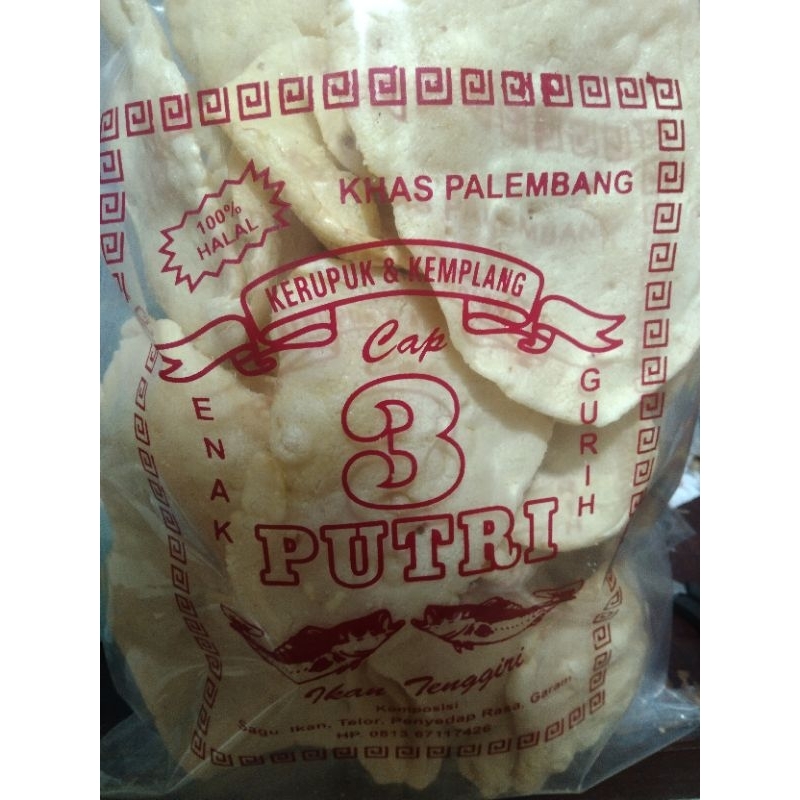 KHAS PALEMBANG
100%
HALAL
KERUPUK & KEMPLANG
Cap
3
PUTRI
ENAK
GURIH
Ikan Tenggiri
Komposisi
Sagu, Ikan, Telor, Penyedap Rasa, Garam
HP. 0813 67117426